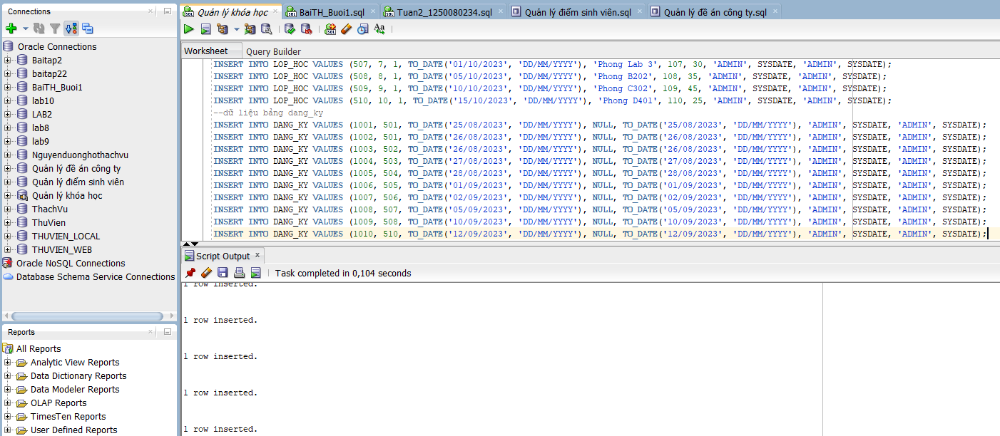 Connections
Oracle Connections
Baitap2
baitap22
BaiTH_Buoi1
lab10
LAB2
lab8
lab9
Nguyenduonghothachvu
Quản lý đề án công ty
Quản lý điểm sinh viên
Quản lý khóa học
ThachVu
ThuVien
THUVIEN_LOCAL
THUVIEN_WEB
Oracle NoSQL Connections
Database Schema Service Connections
Reports
All Reports
Analytic View Reports
Data Dictionary Reports
Data Modeler Reports
OLAP Reports
TimesTen Reports
User Defined Reports
Quản lý khóa học BaiTH_Buoi1.sql Tuan2_1250080234.sql Quản lý điểm sinh viên.sql Quản lý đề án công ty.sql
Worksheet Query Builder
INSERT INTO LOP_HOC VALUES (507, 7, 1, TO_DATE('01/10/2023', 'DD/MM/YYYY'), 'Phong Lab 3', 107, 30, 'ADMIN', SYSDATE, 'ADMIN', SYSDATE);
INSERT INTO LOP_HOC VALUES (508, 8, 1, TO_DATE('05/10/2023', 'DD/MM/YYYY'), 'Phong B202', 108, 35, 'ADMIN', SYSDATE, 'ADMIN', SYSDATE);
INSERT INTO LOP_HOC VALUES (509, 9, 1, TO_DATE('10/10/2023', 'DD/MM/YYYY'), 'Phong C302', 109, 45, 'ADMIN', SYSDATE, 'ADMIN', SYSDATE);
INSERT INTO LOP_HOC VALUES (510, 10, 1, TO_DATE('15/10/2023', 'DD/MM/YYYY'), 'Phong D401', 110, 25, 'ADMIN', SYSDATE, 'ADMIN', SYSDATE);
--dữ liệu bảng dang_ky
INSERT INTO DANG_KY VALUES (1001, 501, TO_DATE('25/08/2023', 'DD/MM/YYYY'), NULL, TO_DATE('25/08/2023', 'DD/MM/YYYY'), 'ADMIN', SYSDATE, 'ADMIN', SYSDATE);
INSERT INTO DANG_KY VALUES (1002, 501, TO_DATE('26/08/2023', 'DD/MM/YYYY'), NULL, TO_DATE('26/08/2023', 'DD/MM/YYYY'), 'ADMIN', SYSDATE, 'ADMIN', SYSDATE);
INSERT INTO DANG_KY VALUES (1003, 502, TO_DATE('26/08/2023', 'DD/MM/YYYY'), NULL, TO_DATE('26/08/2023', 'DD/MM/YYYY'), 'ADMIN', SYSDATE, 'ADMIN', SYSDATE);
INSERT INTO DANG_KY VALUES (1004, 503, TO_DATE('27/08/2023', 'DD/MM/YYYY'), NULL, TO_DATE('27/08/2023', 'DD/MM/YYYY'), 'ADMIN', SYSDATE, 'ADMIN', SYSDATE);
INSERT INTO DANG_KY VALUES (1005, 504, TO_DATE('28/08/2023', 'DD/MM/YYYY'), NULL, TO_DATE('28/08/2023', 'DD/MM/YYYY'), 'ADMIN', SYSDATE, 'ADMIN', SYSDATE);
INSERT INTO DANG_KY VALUES (1006, 505, TO_DATE('01/09/2023', 'DD/MM/YYYY'), NULL, TO_DATE('01/09/2023', 'DD/MM/YYYY'), 'ADMIN', SYSDATE, 'ADMIN', SYSDATE);
INSERT INTO DANG_KY VALUES (1007, 506, TO_DATE('02/09/2023', 'DD/MM/YYYY'), NULL, TO_DATE('02/09/2023', 'DD/MM/YYYY'), 'ADMIN', SYSDATE, 'ADMIN', SYSDATE);
INSERT INTO DANG_KY VALUES (1008, 507, TO_DATE('05/09/2023', 'DD/MM/YYYY'), NULL, TO_DATE('05/09/2023', 'DD/MM/YYYY'), 'ADMIN', SYSDATE, 'ADMIN', SYSDATE);
INSERT INTO DANG_KY VALUES (1009, 508, TO_DATE('10/09/2023', 'DD/MM/YYYY'), NULL, TO_DATE('10/09/2023', 'DD/MM/YYYY'), 'ADMIN', SYSDATE, 'ADMIN', SYSDATE);
INSERT INTO DANG_KY VALUES (1010, 510, TO_DATE('12/09/2023', 'DD/MM/YYYY'), NULL, TO_DATE('12/09/2023', 'DD/MM/YYYY'), 'ADMIN', SYSDATE, 'ADMIN', SYSDATE);
Script Output
Task completed in 0,104 seconds
1 row inserted.
1 row inserted.
1 row inserted.
1 row inserted.
1 row inserted.